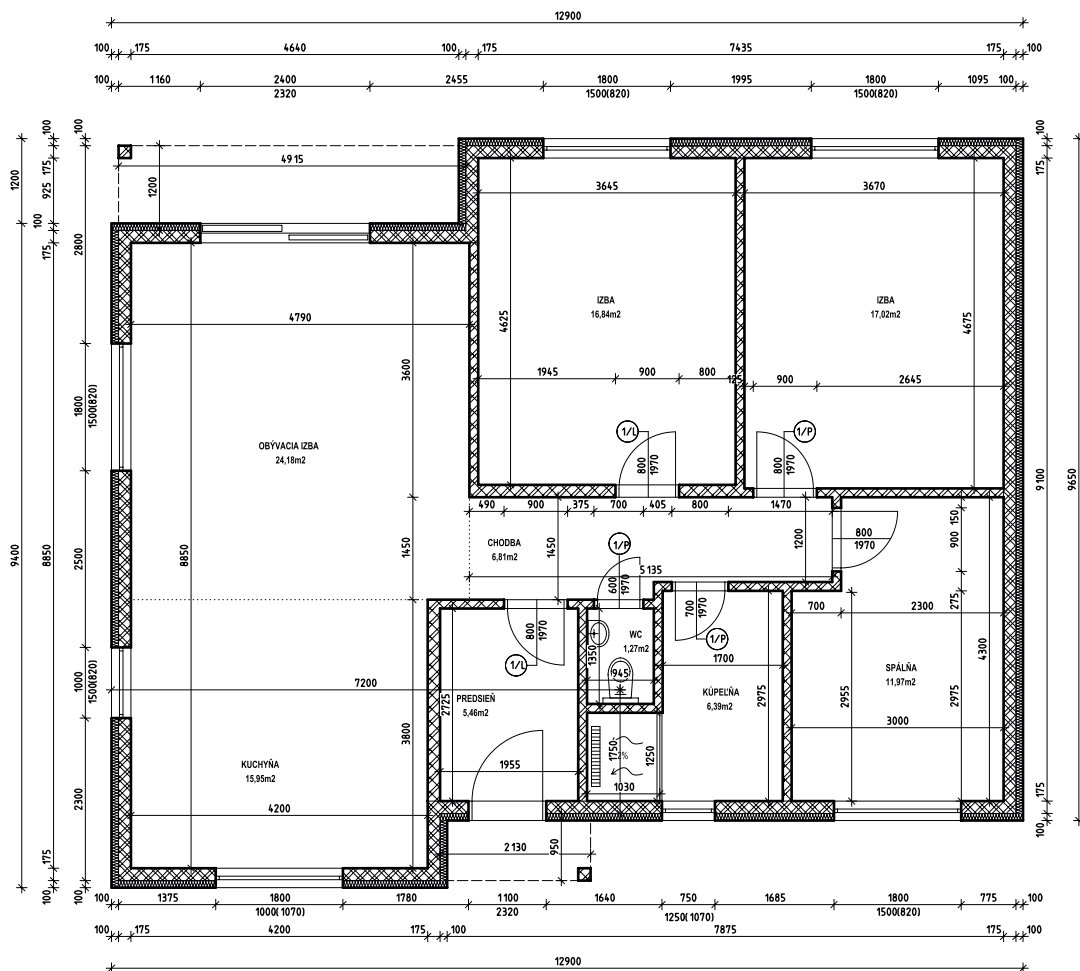 12900
100 175 4640 100 175 7435 175 100
100 1160 2400 2455 1800 1995 1800 1095 100
2320 1500(820) 1500(820)
100 100 100
4915
1200 175 925 1200 175
3645 3670
100 175 2800
IZBA
16,84m2
IZBA
17,02m2
4790 4625 4675
3600
1945 900 800 125 900 2645
1800
1500(820)
1/L 1/P
OBÝVACIA IZBA
24,18m2
800
1970
800
1970
9100 9650
490 900 375 700 405 800 1470
150
CHODBA
6,81m2
1450 1450 1/P 1200
800
1970
900
9400 8850 2500 8850
5135
600
1970
275
700
1970
700 2300
800
1970
WC
1,27m2
1/P
1350
4300
1/L
1700
SPÁLŇA
11,97m2
1000
1500(820)
7200
945
PREDSIEŇ
5,46m2
2725
KÚPEĽŇA
6,39m2
2975 2955 2975
3000
3800
1750 2% 1250
KUCHYŇA
15,95m2
1955
1030
2300
4200
175
100
2130 950
175
100
100 1375 1800 1780 1100 1640 750 1685 1800 775 100
1000(1070) 2320 1250(1070) 1500(820)
100 175 4200 175 100 7875 175 100
12900